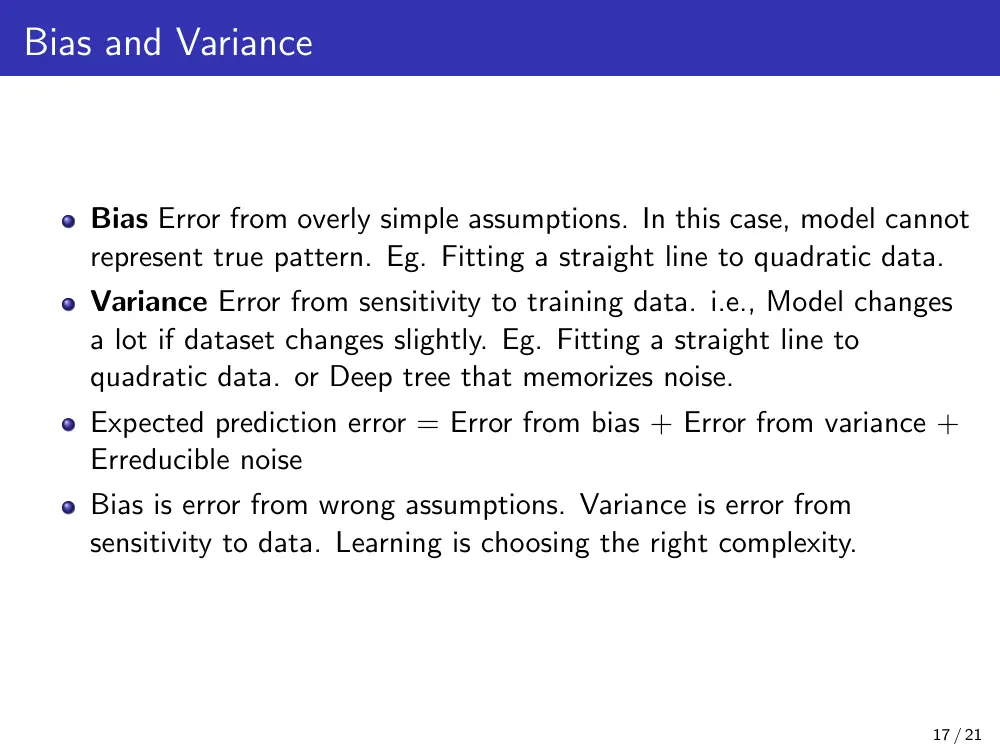 Bias and Variance
Bias Error from overly simple assumptions. In this case, model cannot
represent true pattern. Eg. Fitting a straight line to quadratic data.
Variance Error from sensitivity to training data. i.e., Model changes
a lot if dataset changes slightly. Eg. Fitting a straight line to
quadratic data. or Deep tree that memorizes noise.
Expected prediction error = Error from bias + Error from variance +
Erreducible noise
Bias is error from wrong assumptions. Variance is error from
sensitivity to data. Learning is choosing the right complexity.
17 / 21